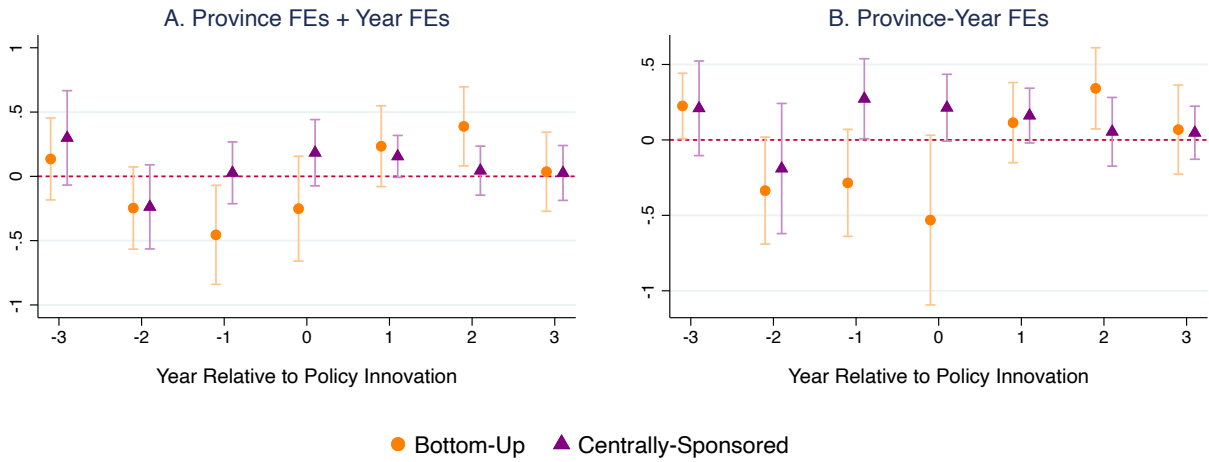 A. Province FEs + Year FEs
1
.5
0
-.5
-1
-3 -2 -1 0 1 2 3
Year Relative to Policy Innovation
B. Province-Year FEs
.5
0
-.5
-1
-3 -2 -1 0 1 2 3
Year Relative to Policy Innovation
Bottom-Up Centrally-Sponsored